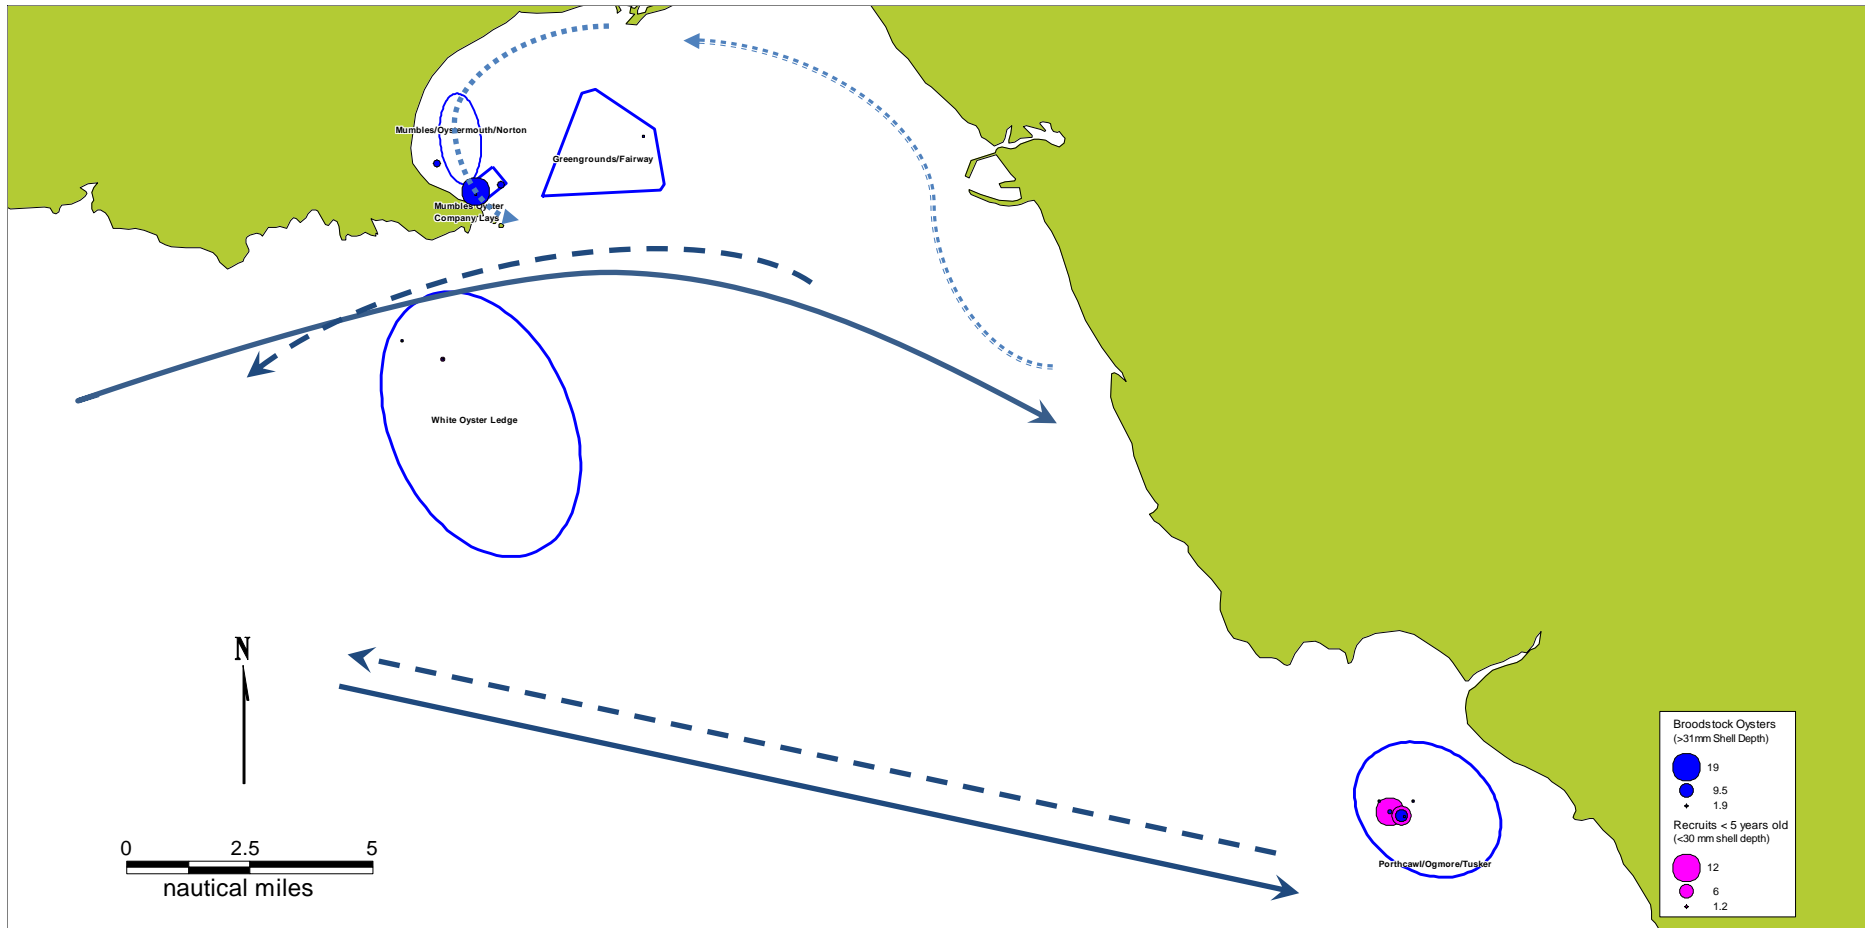 Mumbles/Oystermouth/Norton
Greengrounds/Fairway
Mumbles Oyster
Company Lays
White Oyster Ledge
N
0 2.5 5
nautical miles
Porthcawl/Ogmore/Tusker
Broodstock Oysters
(>31mm Shell Depth)
19
9.5
1.9
Recruits < 5 years old
(<30 mm shell depth)
12
6
1.2